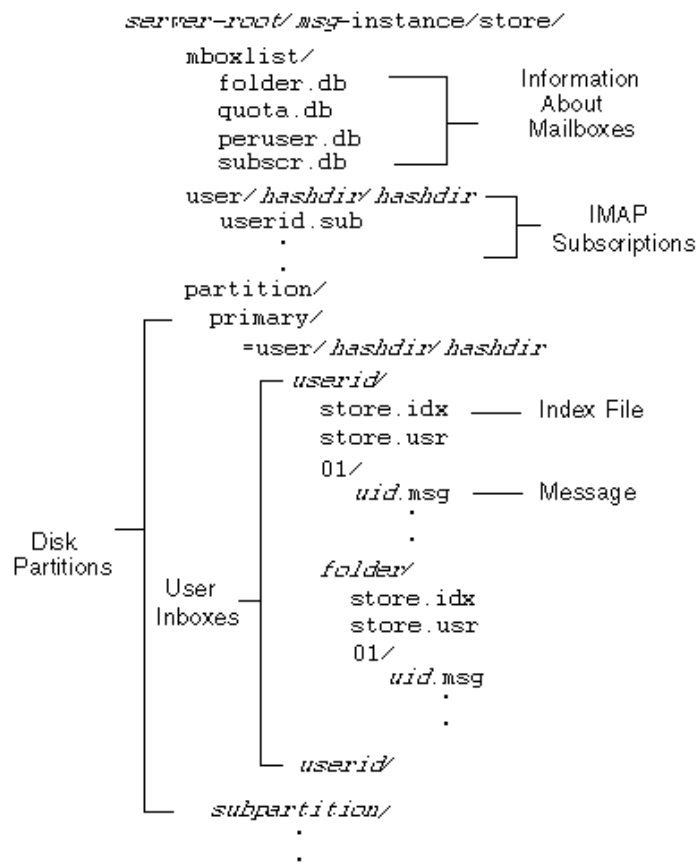 server-root/msg-instance/store/
mboxlist/
folder.db
quota.db
peruser.db
subscr.db
Information
About
Mailboxes
user/hashdir/hashdir
userid.sub
IMAP
Subscriptions
partition/
primary/
=user/hashdir/hashdir
userid/
store.idx
Index File
store.usr
01/
uid.msg
Message
Disk
Partitions
User
Inboxes
folder/
store.idx
store.usr
01/
uid.msg
userid/
subpartition/